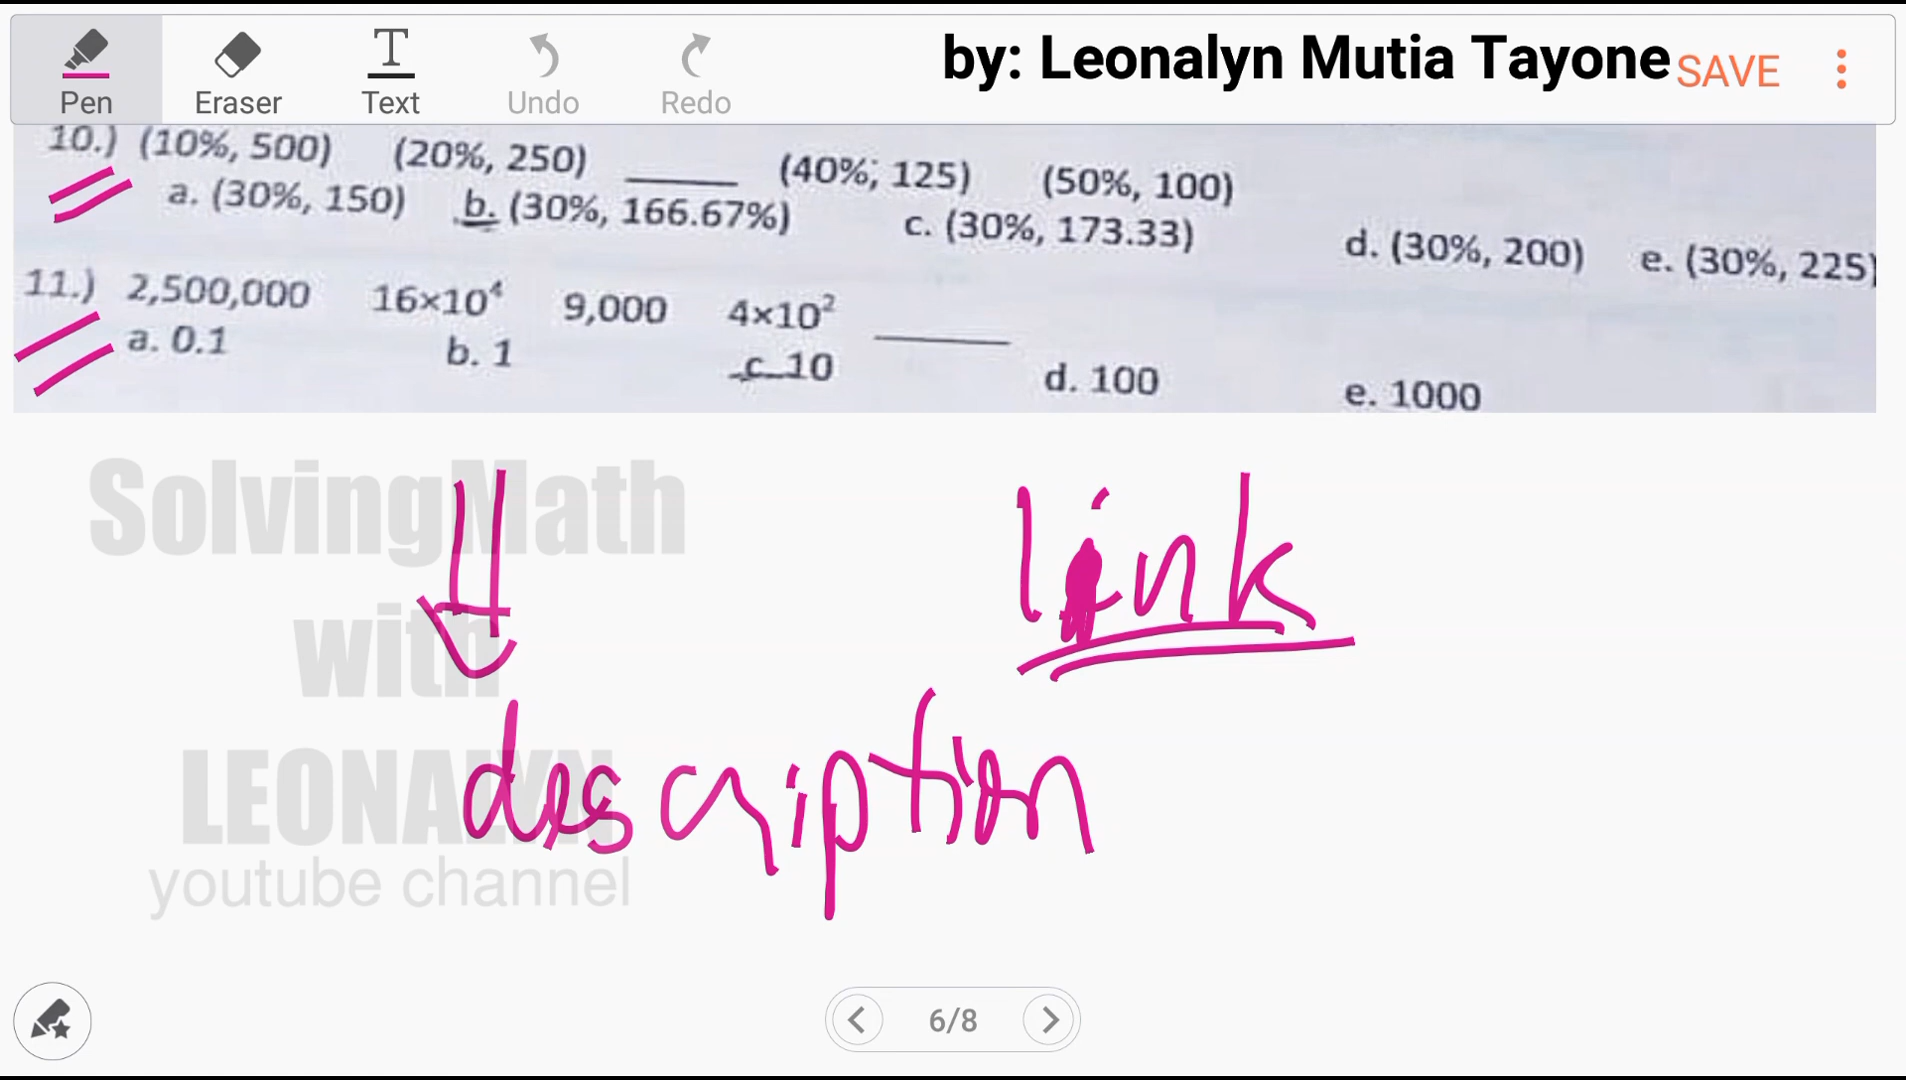 Pen Eraser Text Undo Redo by: Leonalyn Mutia Tayone SAVE
10.) (10%, 500) (20%, 250) ______ (40%; 125) (50%, 100)
a. (30%, 150) b. (30%, 166.67%) c. (30%, 173.33) d. (30%, 200) e. (30%, 225)
11.) 2,500,000 16×10⁴ 9,000 4×10² ______
a. 0.1 b. 1 c. 10 d. 100 e. 1000
SolvingMath
with
LEONALYN
youtube channel
link
description
6/8